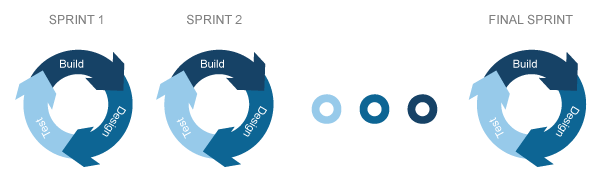 SPRINT 1
SPRINT 2
FINAL SPRINT
Build
Design
Test
Build
Design
Test
Build
Design
Test